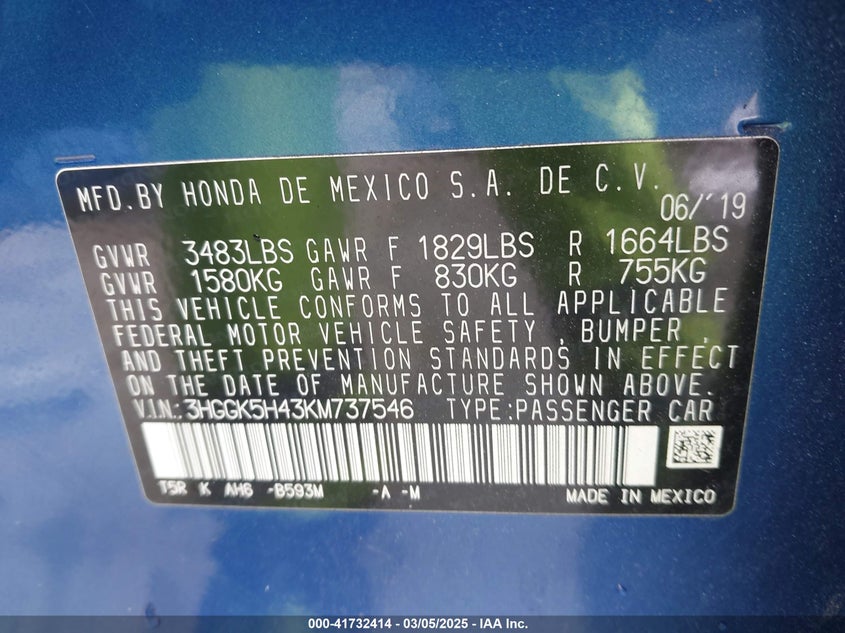 MFD.BY HONDA DE MEXICO S.A. DE C.V.
06/'19
GVWR 3483LBS GAWR F 1829LBS R 1664LBS
GVWR 1580KG GAWR F 830KG R 755KG
THIS VEHICLE CONFORMS TO ALL APPLICABLE
FEDERAL MOTOR VEHICLE SAFETY , BUMPER ,
AND THEFT PREVENTION STANDARDS IN EFFECT
ON THE DATE OF MANUFACTURE SHOWN ABOVE.
V.I.N.:3HGGK5H43KM737546 TYPE:PASSENGER CAR
T5R K AH6 -B593M -A -M MADE IN MEXICO
000-41732414 - 03/05/2025 - IAA Inc.